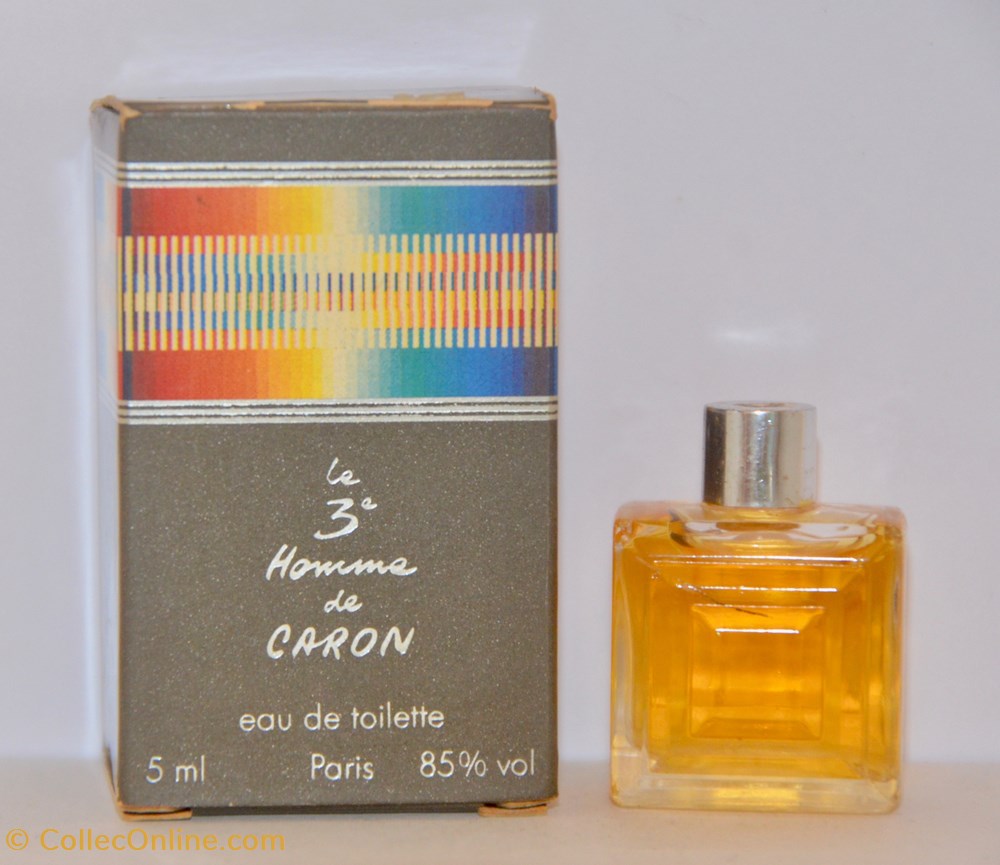 le
3e
Homme
de
CARON
eau de toilette
5 ml Paris 85% vol
© CollecOnline.com